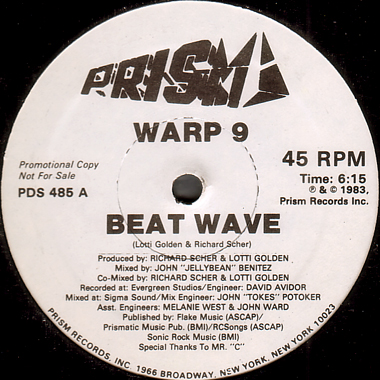 PRISM
WARP 9
Promotional Copy
Not For Sale
PDS 485 A
45 RPM
Time: 6:15
℗ & © 1983,
Prism Records Inc.
BEAT WAVE
(Lotti Golden & Richard Scher)
Produced by: RICHARD SCHER & LOTTI GOLDEN
Mixed by: JOHN "JELLYBEAN" BENITEZ
Co-Mixed by: RICHARD SCHER & LOTTI GOLDEN
Recorded at: Evergreen Studios/Engineer: DAVID AVIDOR
Mixed at: Sigma Sound/Mix Engineer: JOHN "TOKES" POTOKER
Asst. Engineers: MELANIE WEST & JOHN WARD
Published by: Flake Music (ASCAP)/
Prismatic Music Pub. (BMI)/RCSongs (ASCAP)
Sonic Rock Music (BMI)
Special Thanks To MR. "C"
PRISM RECORDS, INC. 1966 BROADWAY, NEW YORK, NEW YORK 10023